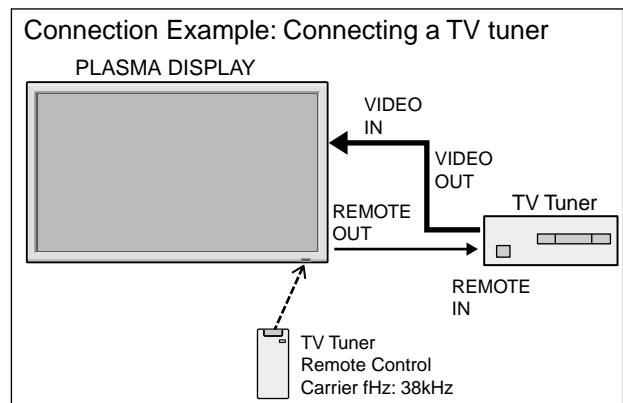 Connection Example: Connecting a TV tuner
PLASMA DISPLAY
VIDEO
IN
VIDEO
OUT
TV Tuner
REMOTE
OUT
REMOTE
IN
TV Tuner
Remote Control
Carrier fHz: 38kHz